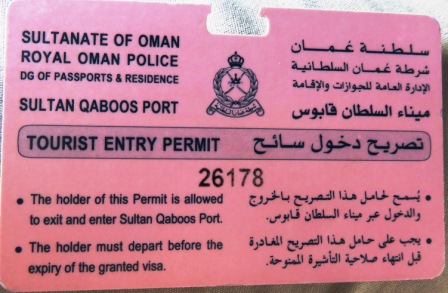 SULTANATE OF OMAN
ROYAL OMAN POLICE
DG OF PASSPORTS & RESIDENCE
SULTAN QABOOS PORT
سلطنة عمان
شرطة عمان السلطانية
الإدارة العامة للجوازات والإقامة
ميناء السلطان قابوس
TOURIST ENTRY PERMIT
تصريح دخول سائح
26178
• The holder of this Permit is allowed
to exit and enter Sultan Qaboos Port.
• The holder must depart before the
expiry of the granted visa.
• يُسمح لحامل هذا التصريح بالخروج
والدخول عبر ميناء السلطان قابوس.
• يجب على حامل هذا التصريح المغادرة
قبل انتهاء صلاحية التأشيرة الممنوحة.